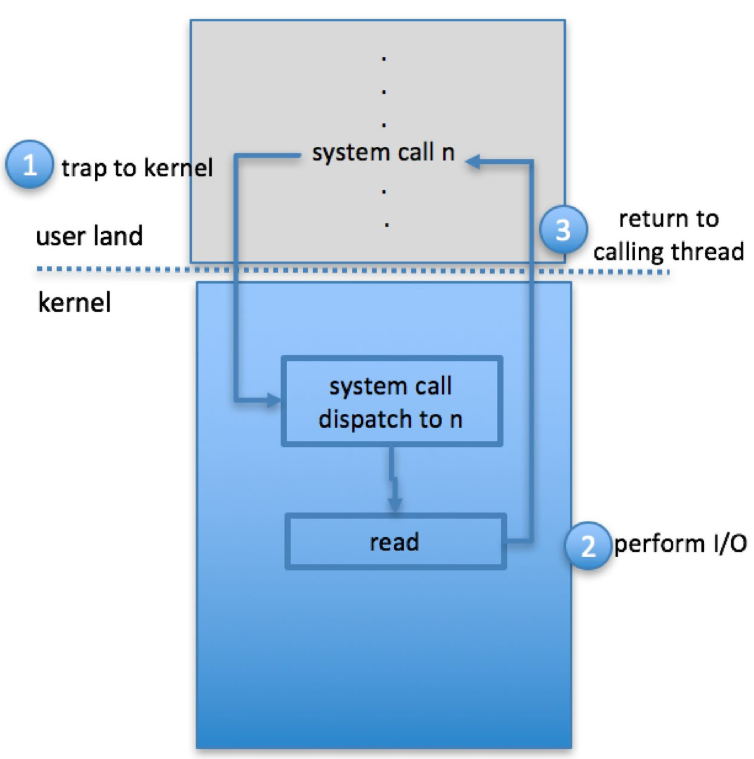 system call n
1
trap to kernel
3
return to
calling thread
user land
kernel
system call
dispatch to n
read
2
perform I/O